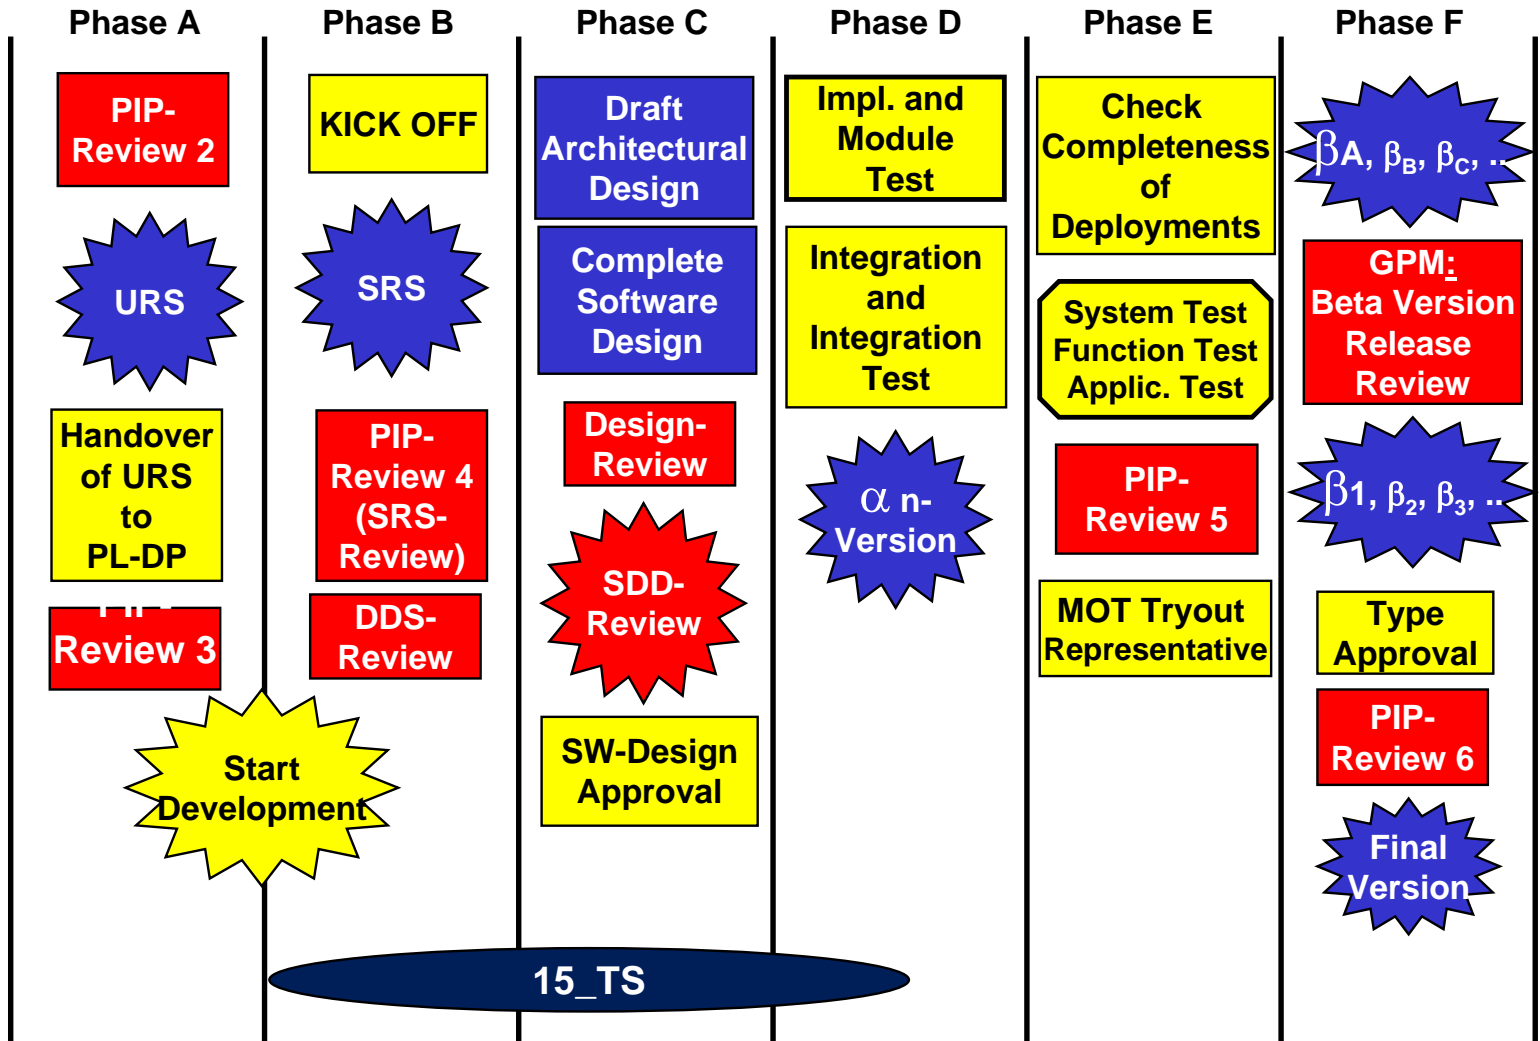 Phase A
Phase B
Phase C
Phase D
Phase E
Phase F
PIP-
Review 2
URS
Handover
of URS
to
PL-DP
PIP-
Review 3
Start
Development
KICK OFF
SRS
PIP-
Review 4
(SRS-
Review)
DDS-
Review
Draft
Architectural
Design
Complete
Software
Design
Design-
Review
SDD-
Review
SW-Design
Approval
Impl. and
Module
Test
Integration
and
Integration
Test
α n-
Version
Check
Completeness
of
Deployments
System Test
Function Test
Applic. Test
PIP-
Review 5
MOT Tryout
Representative
βA, βB, βC, ..
GPM:
Beta Version
Release
Review
β1, β2, β3, ..
Type
Approval
PIP-
Review 6
Final
Version
15_TS